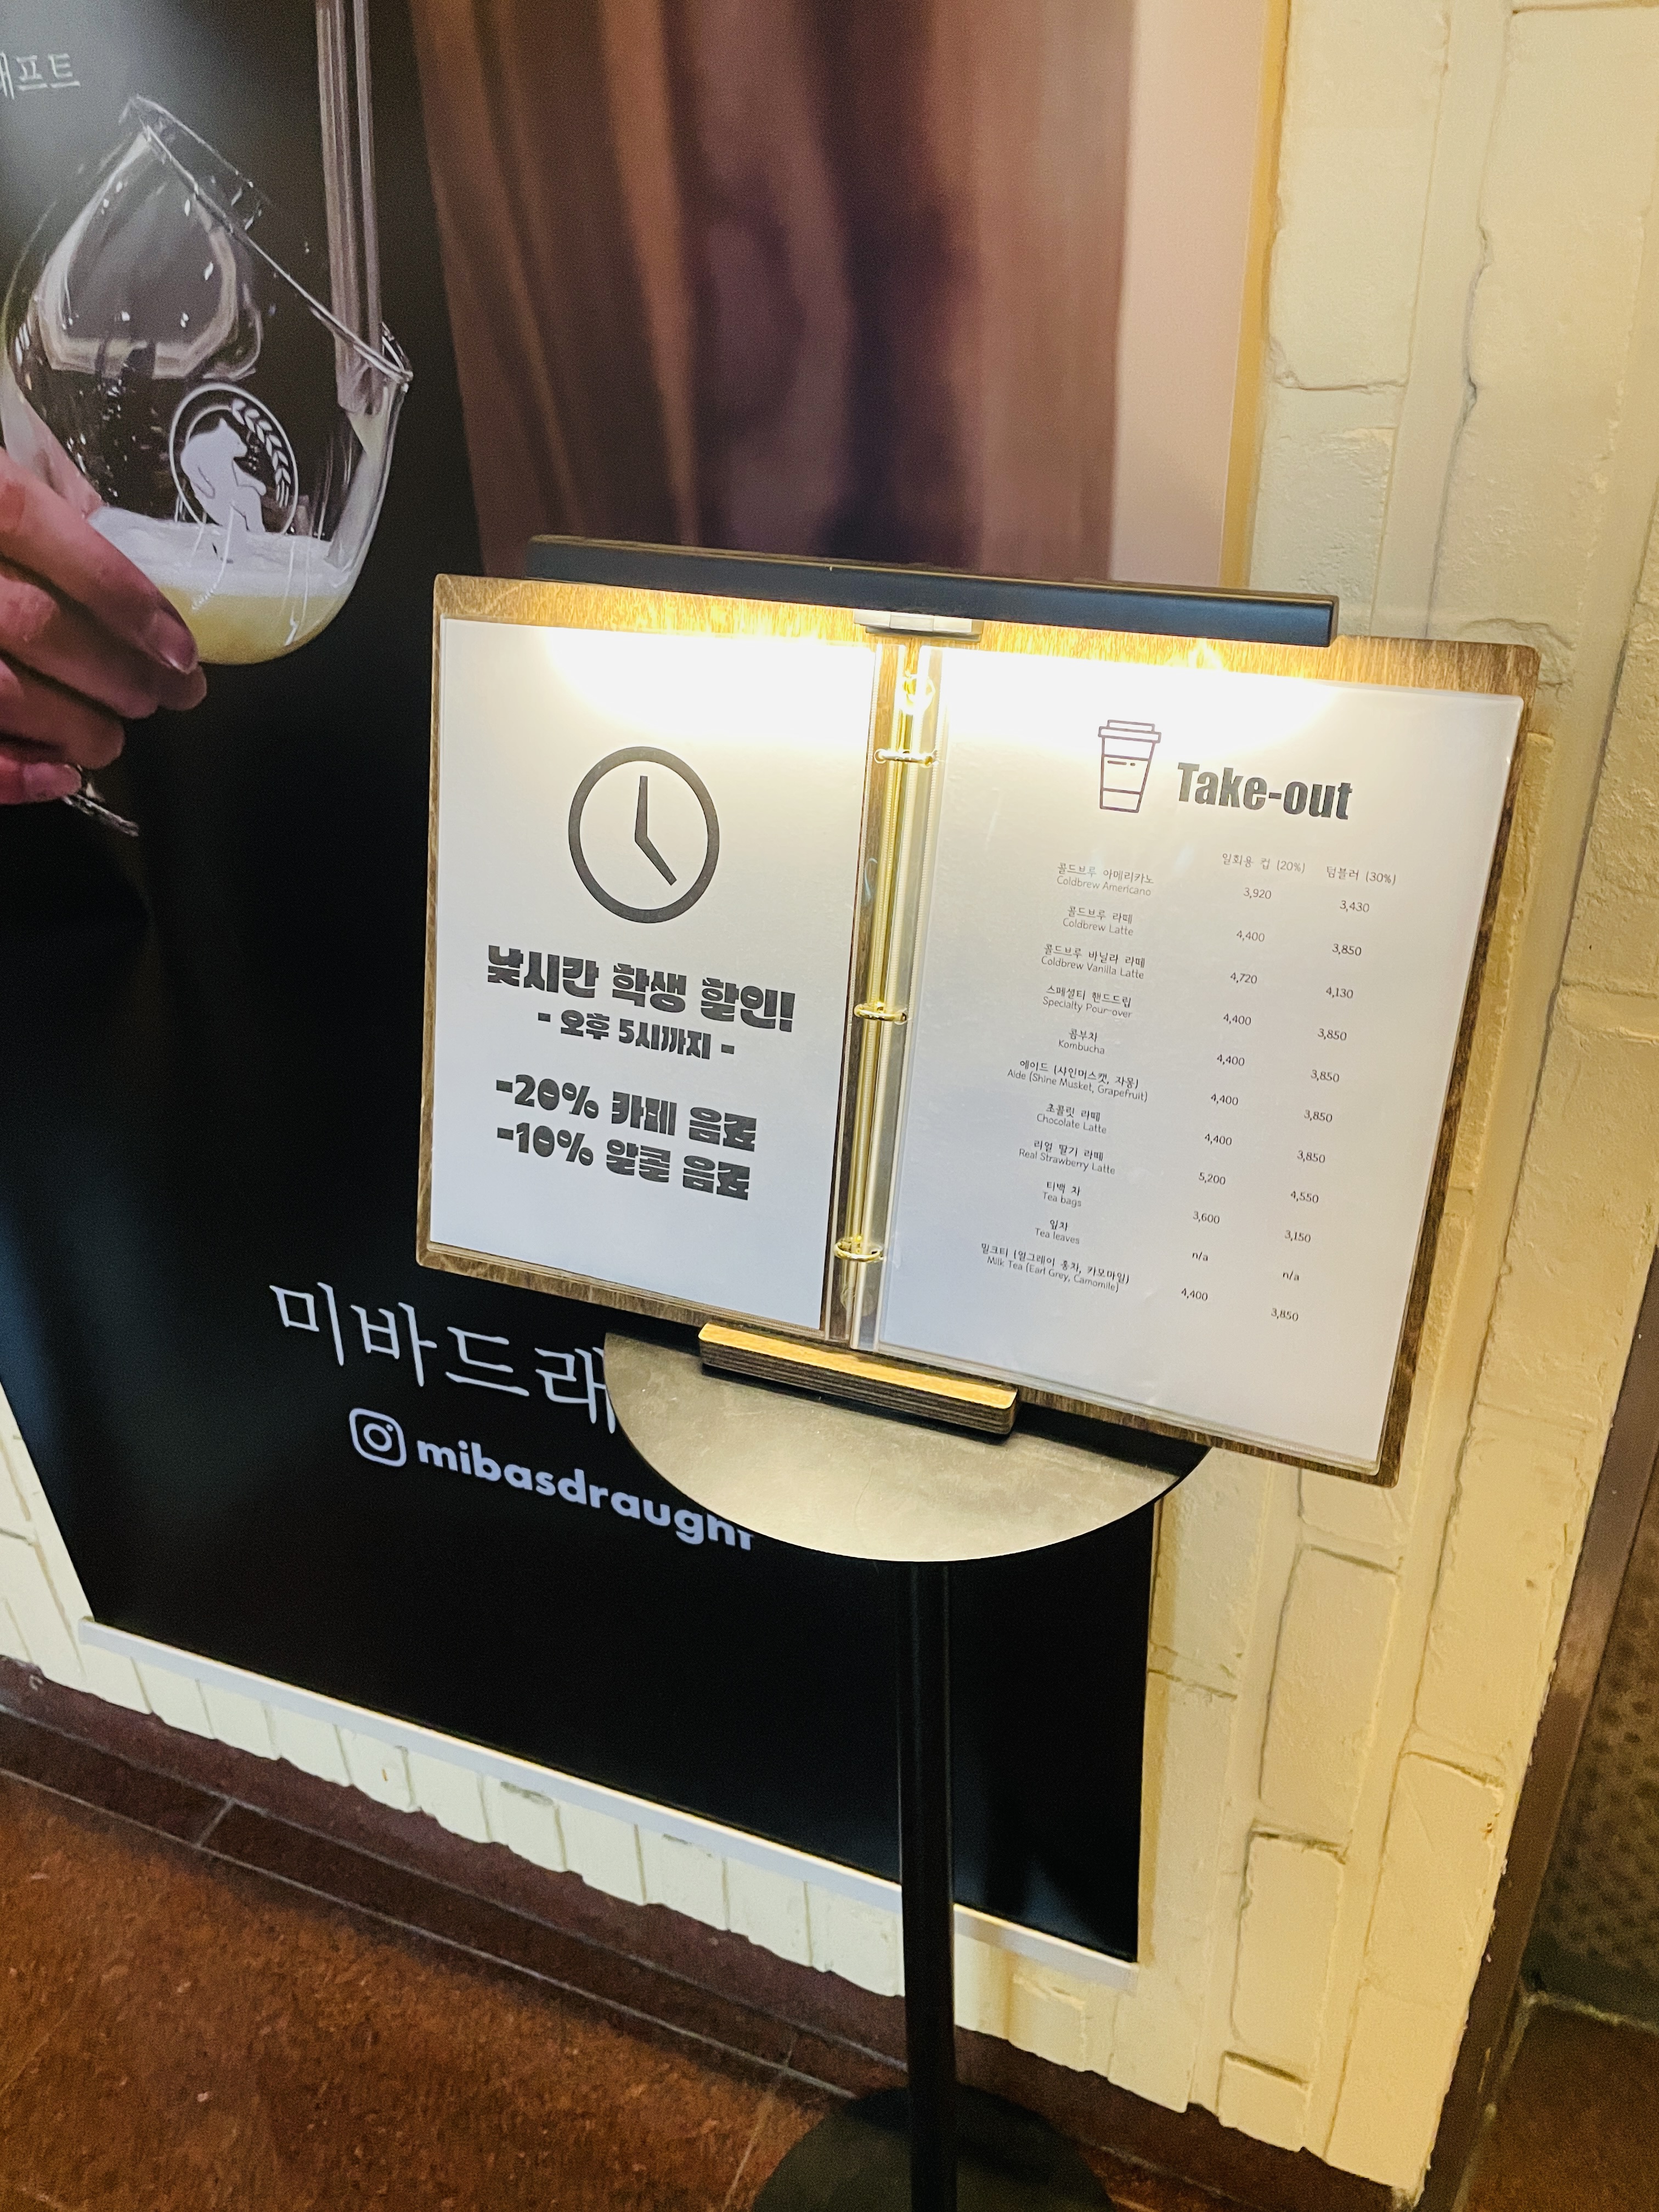 낮시간 학생 할인!
- 오후 5시까지 -
-20% 카페 음료
-10% 알콜 음료
Take-out
일회용 컵 (20%) 텀블러 (30%)
콜드브루 아메리카노
Coldbrew Americano
3,920 3,430
콜드브루 라떼
Coldbrew Latte
4,400 3,850
콜드브루 바닐라 라떼
Coldbrew Vanilla Latte
4,720 4,130
스페셜티 핸드드립
Specialty Pour-over
4,400 3,850
콤부차
Kombucha
4,400 3,850
에이드 (샤인머스캣, 자몽)
Aide (Shine Musket, Grapefruit)
4,400 3,850
초콜릿 라떼
Chocolate Latte
4,400 3,850
리얼 딸기 라떼
Real Strawberry Latte
5,200 4,550
티백 차
Tea bags
3,600 3,150
잎차
Tea leaves
n/a n/a
밀크티 (얼그레이 홍차, 카모마일)
Milk Tea (Earl Grey, Camomile)
4,400 3,850
미바드래
mibasdraught